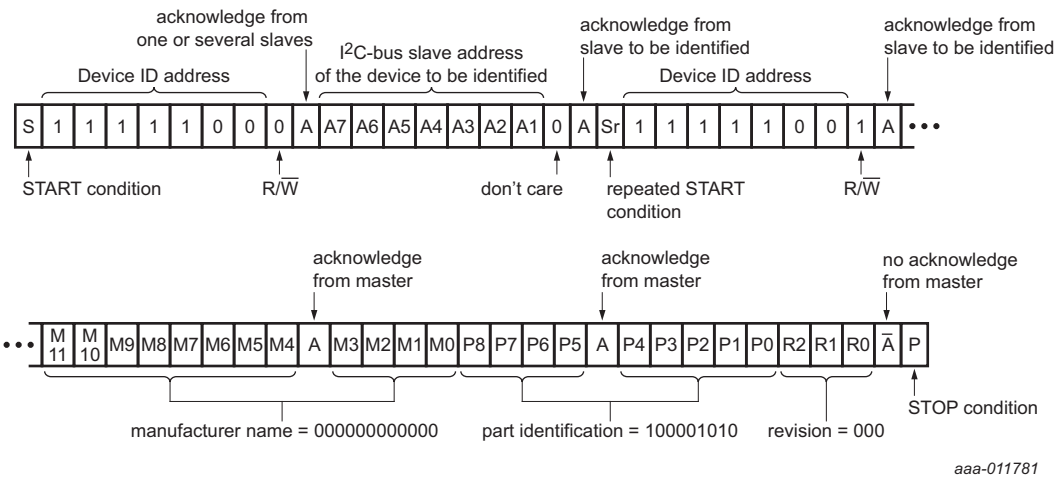 acknowledge from
one or several slaves
I2C-bus slave address
of the device to be identified
acknowledge from
slave to be identified
acknowledge from
slave to be identified
Device ID address
Device ID address
S 1 1 1 1 1 0 0 0 A A7 A6 A5 A4 A3 A2 A1 0 A Sr 1 1 1 1 1 0 0 1 A •••
START condition
R/W̅
don't care
repeated START
condition
R/W̅
acknowledge
from master
acknowledge
from master
no acknowledge
from master
••• M11 M10 M9 M8 M7 M6 M5 M4 A M3 M2 M1 M0 P8 P7 P6 P5 A P4 P3 P2 P1 P0 R2 R1 R0 A̅ P
STOP condition
manufacturer name = 000000000000
part identification = 100001010
revision = 000
aaa-011781